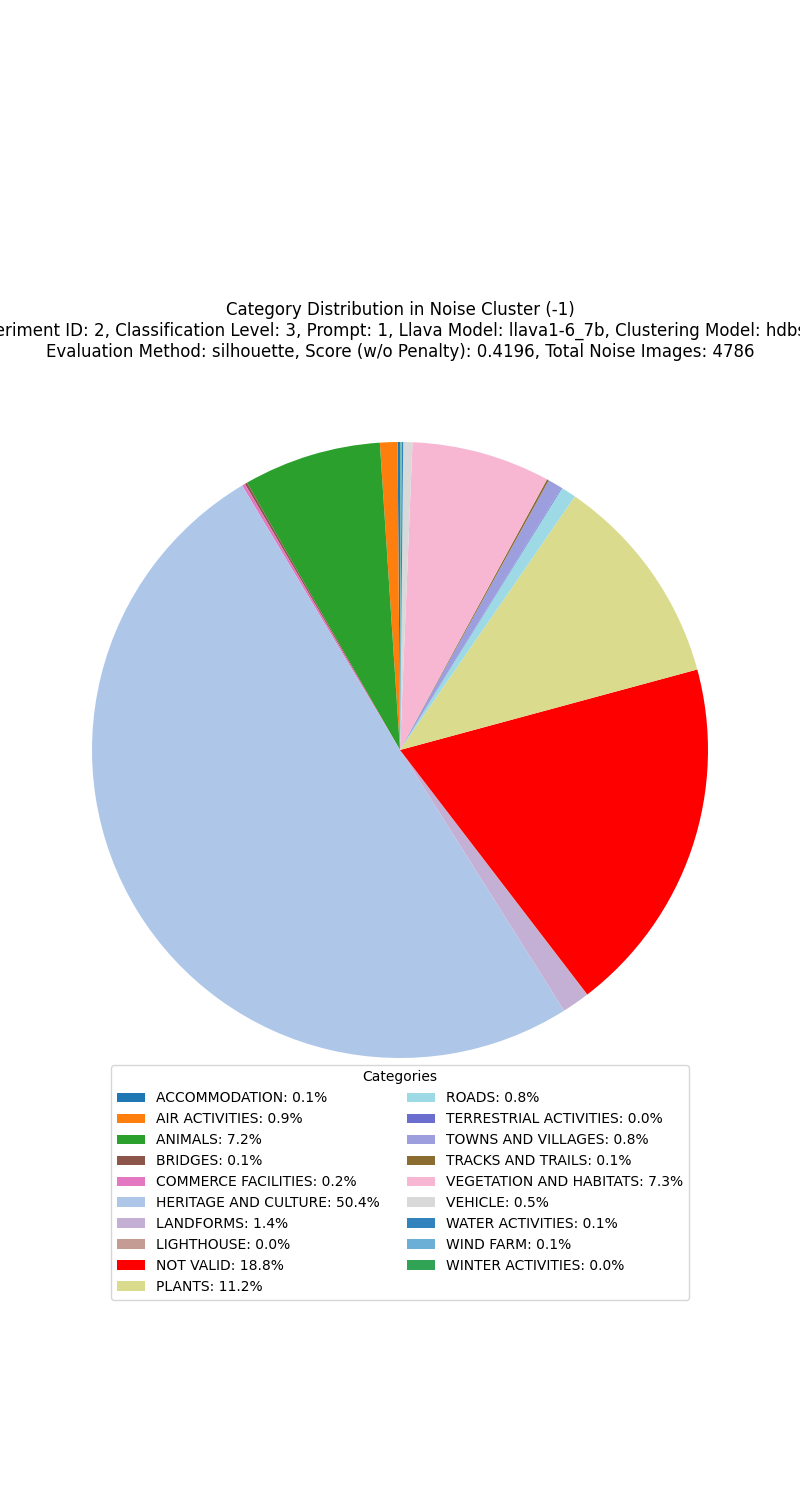 Category Distribution in Noise Cluster (-1)
ID: 2, Classification Level: 3, Prompt: 1, Llava Model: llava1-6_7b, Clustering Model:
Evaluation Method: silhouette, Score (w/o Penalty): 0.4196, Total Noise Images: 4786
Categories
ACCOMMODATION: 0.1%
AIR ACTIVITIES: 0.9%
ANIMALS: 7.2%
BRIDGES: 0.1%
COMMERCE FACILITIES: 0.2%
HERITAGE AND CULTURE: 50.4%
LANDFORMS: 1.4%
LIGHTHOUSE: 0.0%
NOT VALID: 18.8%
PLANTS: 11.2%
ROADS: 0.8%
TERRESTRIAL ACTIVITIES: 0.0%
TOWNS AND VILLAGES: 0.8%
TRACKS AND TRAILS: 0.1%
VEGETATION AND HABITATS: 7.3%
VEHICLE: 0.5%
WATER ACTIVITIES: 0.1%
WIND FARM: 0.1%
WINTER ACTIVITIES: 0.0%